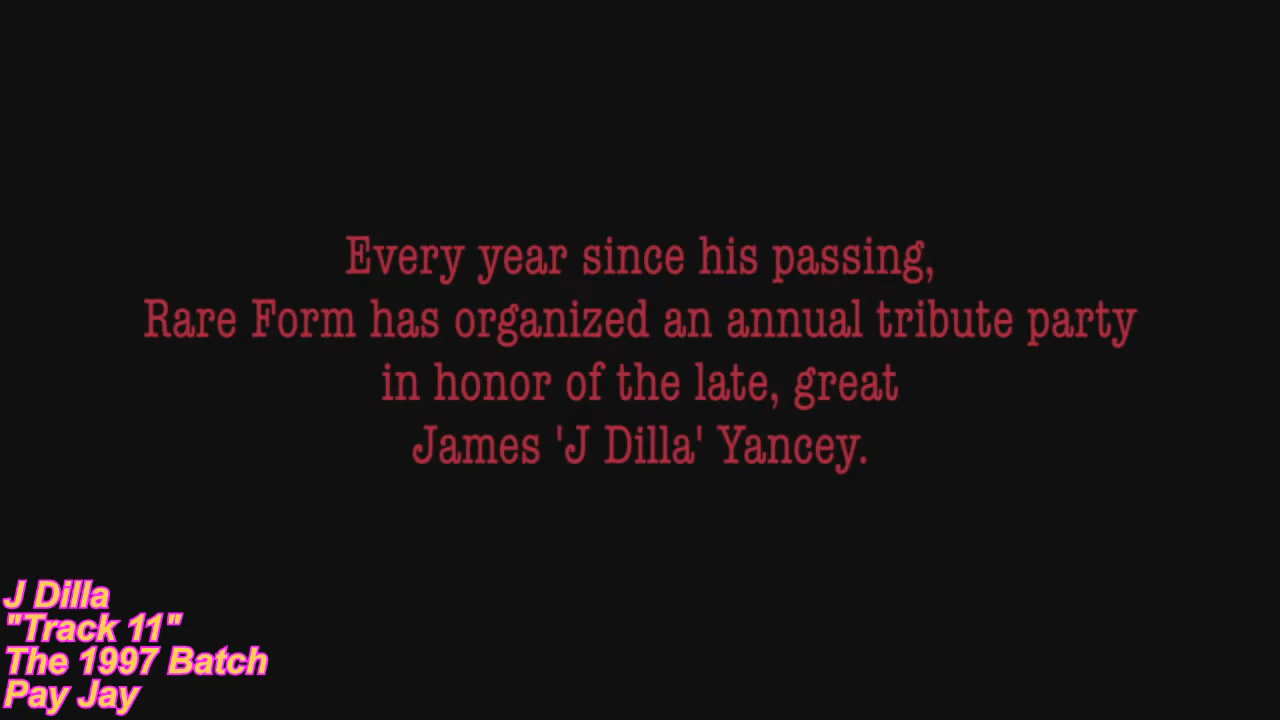 Every year since his passing,
Rare Form has organized an annual tribute party
in honor of the late, great
James 'J Dilla' Yancey.
J Dilla
"Track 11"
The 1997 Batch
Pay Jay